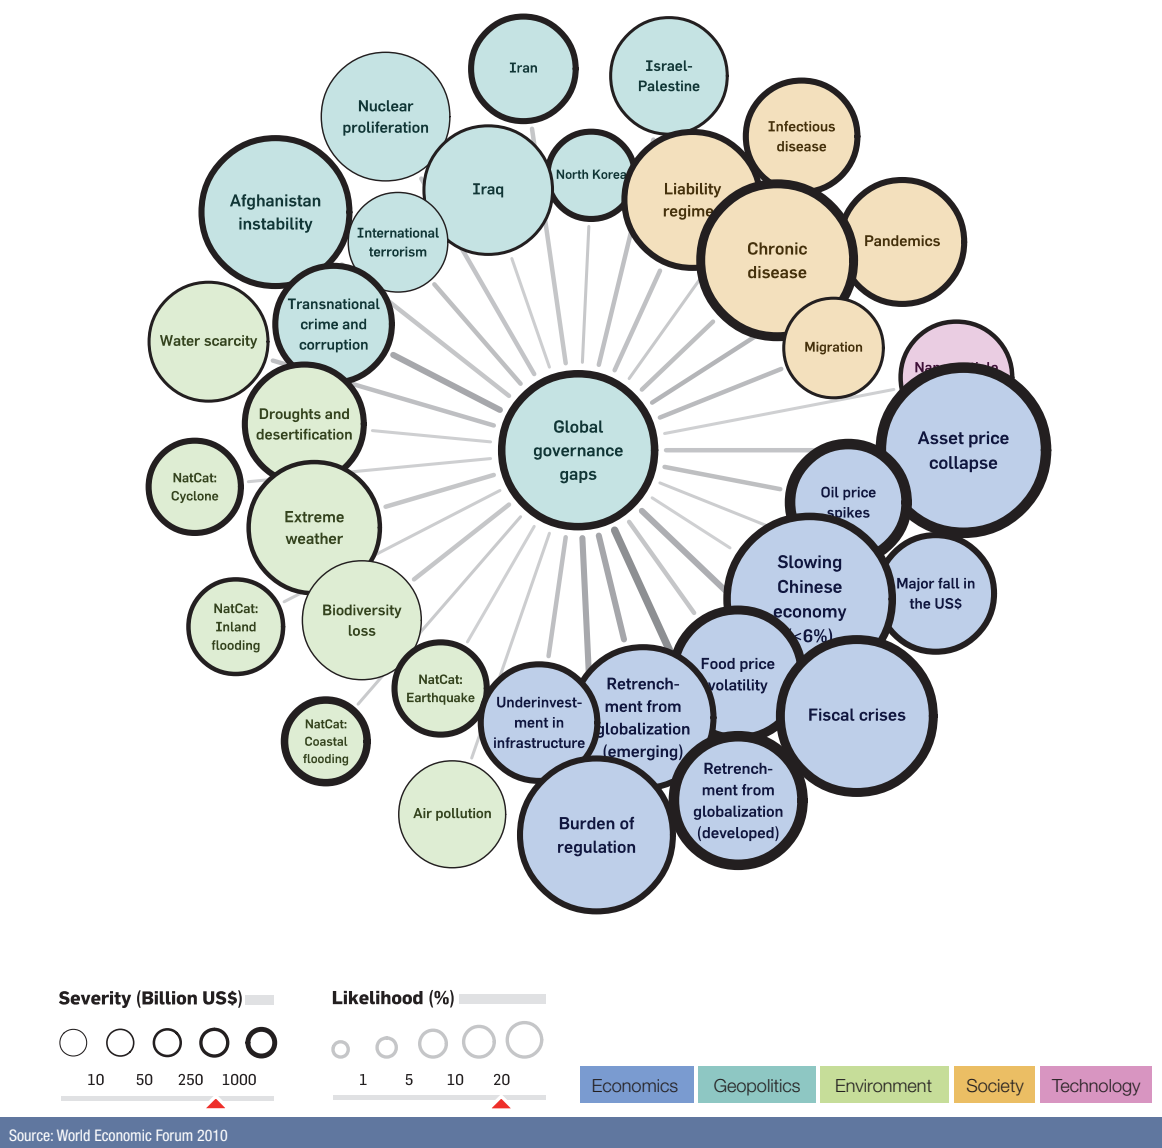 Iran
Israel-
Palestine
Nuclear
proliferation
Infectious
disease
Iraq
North Korea
Liability
regime
Afghanistan
instability
International
terrorism
Chronic
disease
Pandemics
Transnational
crime and
corruption
Water scarcity
Migration
Droughts and
desertification
Global
governance
gaps
Asset price
collapse
NatCat:
Cyclone
Oil price
spikes
Extreme
weather
Slowing
Chinese
economy
<6%)
Major fall in
the US$
NatCat:
Inland
flooding
Biodiversity
loss
NatCat:
Earthquake
Food price
volatility
Underinvest-
ment in
infrastructure
Retrench-
ment from
globalization
(emerging)
Fiscal crises
NatCat:
Coastal
flooding
Retrench-
ment from
globalization
(developed)
Air pollution
Burden of
regulation
Severity (Billion US$)
10 50 250 1000
Likelihood (%)
1 5 10 20
Economics
Geopolitics
Environment
Society
Technology
Source: World Economic Forum 2010